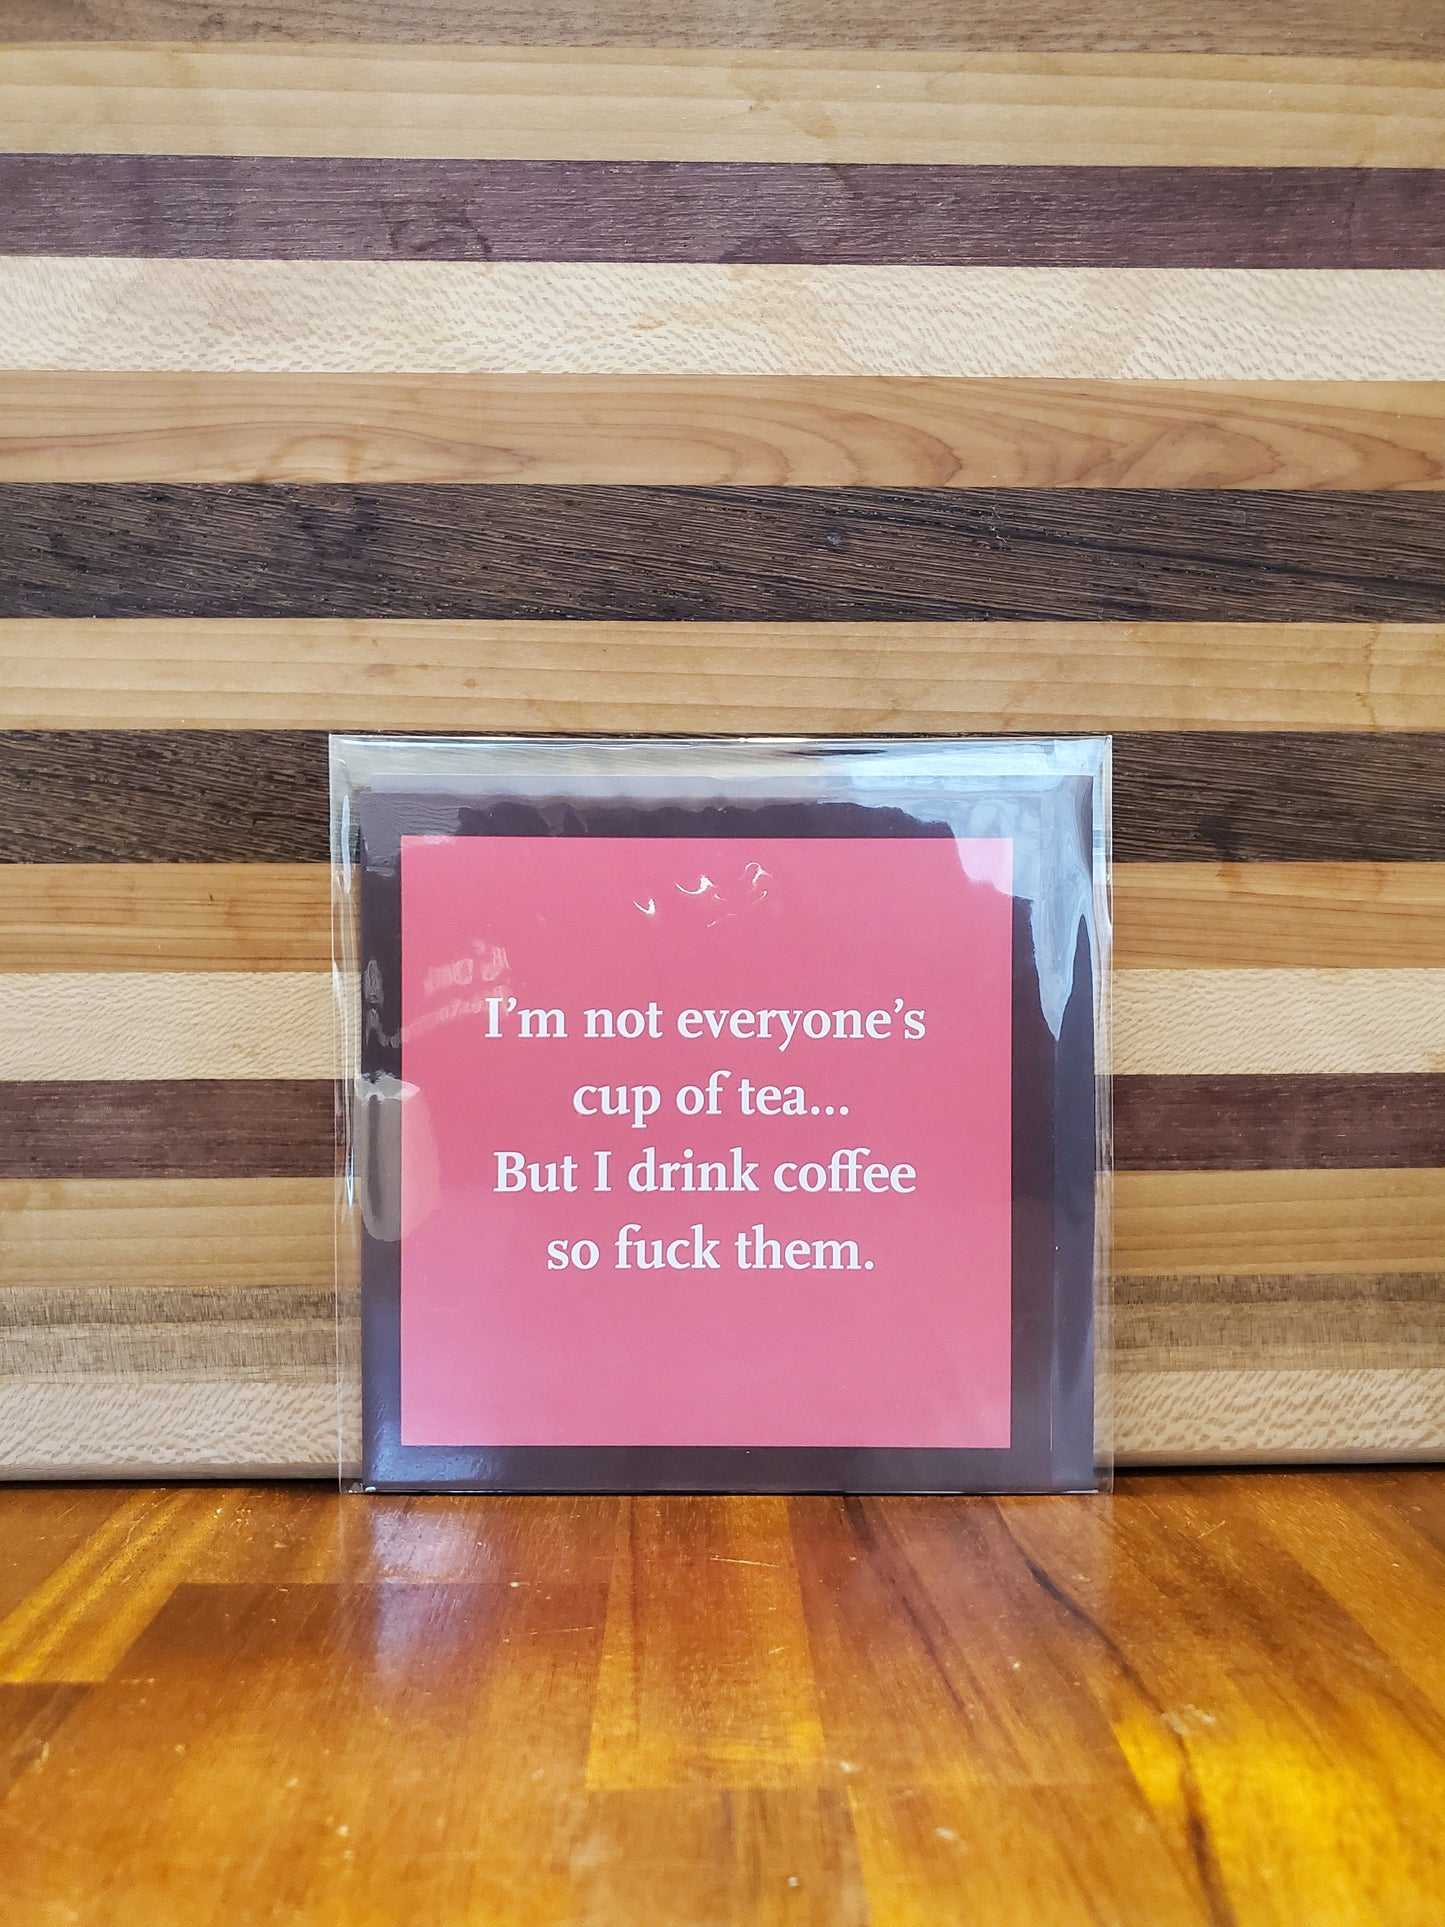 I’m not everyone’s
cup of tea...
But I drink coffee
so fuck them.